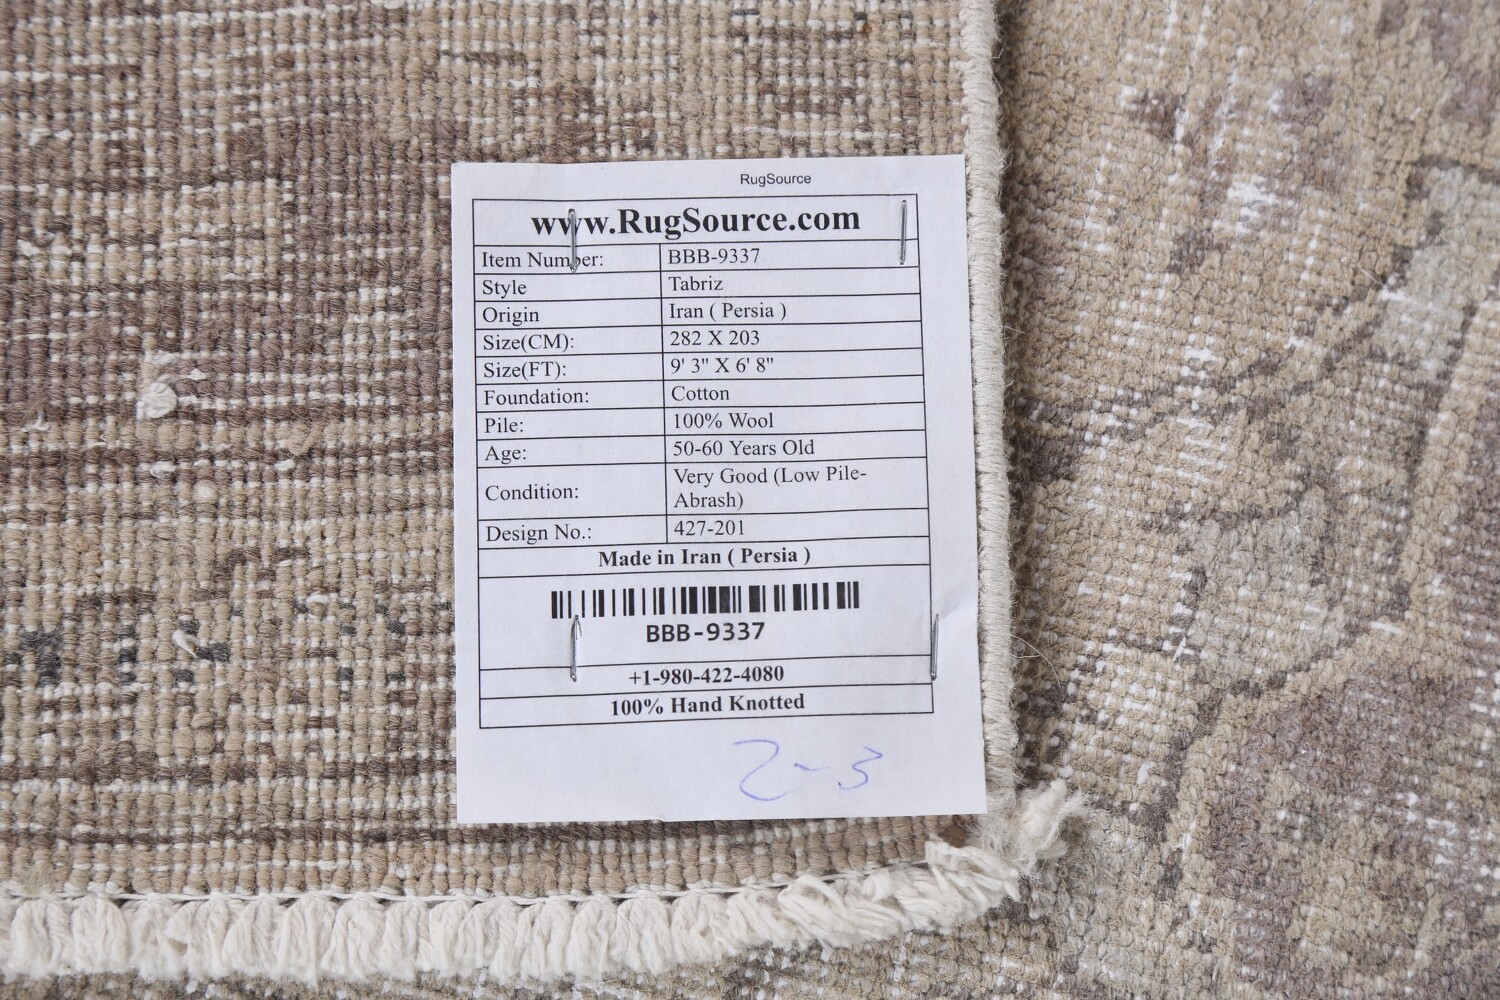 RugSource
www.RugSource.com
Item Number: BBB-9337
Style Tabriz
Origin Iran ( Persia )
Size(CM): 282 X 203
Size(FT): 9' 3" X 6' 8"
Foundation: Cotton
Pile: 100% Wool
Age: 50-60 Years Old
Condition: Very Good (Low Pile-
Abrash)
Design No.: 427-201
Made in Iran ( Persia )
BBB-9337
+1-980-422-4080
100% Hand Knotted
2-3